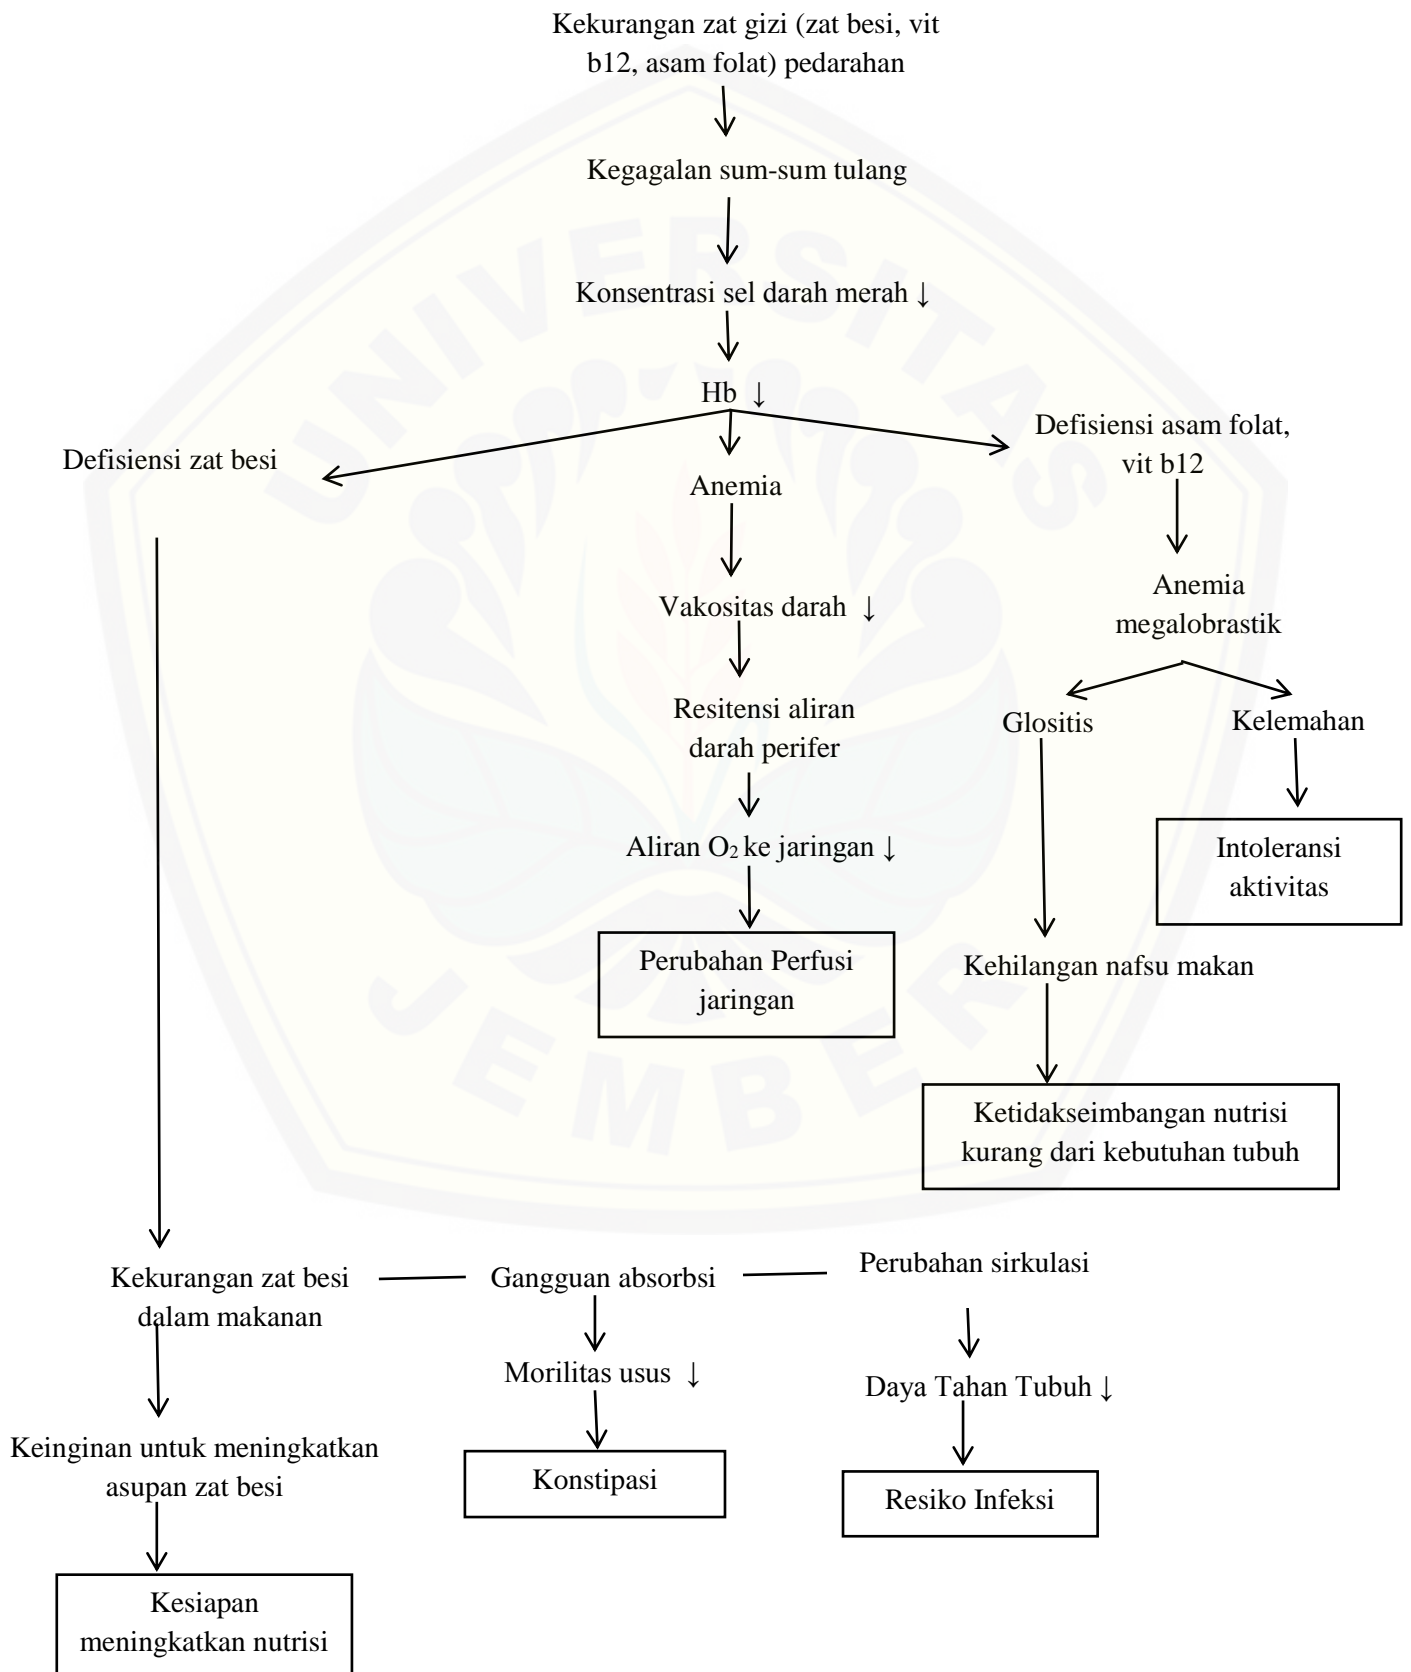 Kekurangan zat gizi (zat besi, vit
b12, asam folat) pedarahan
Kegagalan sum-sum tulang
Konsentrasi sel darah merah ↓
Hb ↓
Defisiensi zat besi
Anemia
Defisiensi asam folat,
vit b12
Vakositas darah ↓
Anemia
megalobrastik
Resitensi aliran
darah perifer
Glositis
Kelemahan
Aliran O₂ ke jaringan ↓
Intoleransi
aktivitas
Perubahan Perfusi
jaringan
Kehilangan nafsu makan
Ketidakseimbangan nutrisi
kurang dari kebutuhan tubuh
Kekurangan zat besi
dalam makanan
Gangguan absorbsi
Perubahan sirkulasi
Morilitas usus ↓
Daya Tahan Tubuh ↓
Keinginan untuk meningkatkan
asupan zat besi
Konstipasi
Resiko Infeksi
Kesiapan
meningkatkan nutrisi
UNIVERSITAS
JEMBER